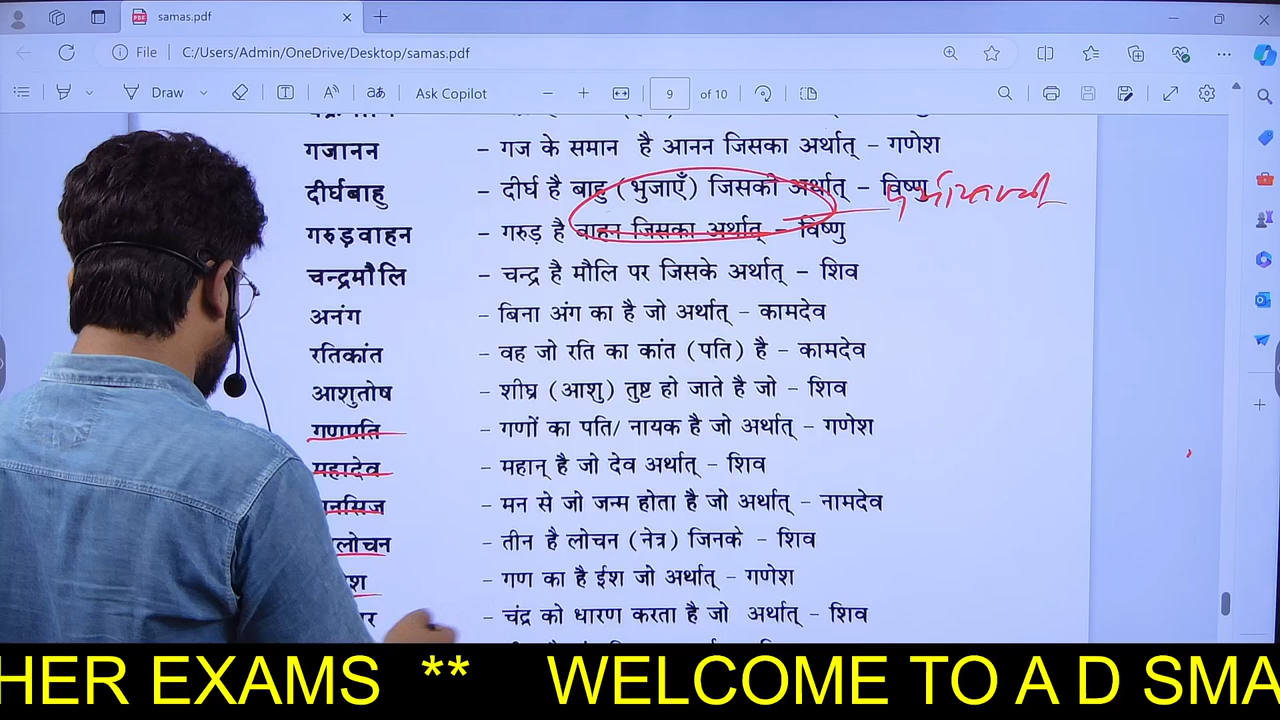 samas.pdf
File C:/Users/Admin/OneDrive/Desktop/samas.pdf
Draw aあ Ask Copilot 9 of 10
गजानन - गज के समान है आनन जिसका अर्थात् - गणेश
दीर्घबाहु - दीर्घ है बाहु (भुजाएँ) जिसकी अर्थात् - विष्णु
गरुड़वाहन - गरुड़ है वाहन जिसका अर्थात् - विष्णु
चन्द्रमौलि - चन्द्र है मौलि पर जिसके अर्थात् - शिव
अनंग - बिना अंग का है जो अर्थात् - कामदेव
रतिकांत - वह जो रति का कांत (पति) है - कामदेव
आशुतोष - शीघ्र (आशु) तुष्ट हो जाते है जो - शिव
गणपति - गणों का पति/ नायक है जो अर्थात् - गणेश
महादेव - महान् है जो देव अर्थात् - शिव
नसिज - मन से जो जन्म होता है जो अर्थात् - नामदेव
लोचन - तीन है लोचन (नेत्र) जिनके - शिव
श - गण का है ईश जो अर्थात् - गणेश
र - चंद्र को धारण करता है जो अर्थात् - शिव
HER EXAMS ** WELCOME TO A D SMA